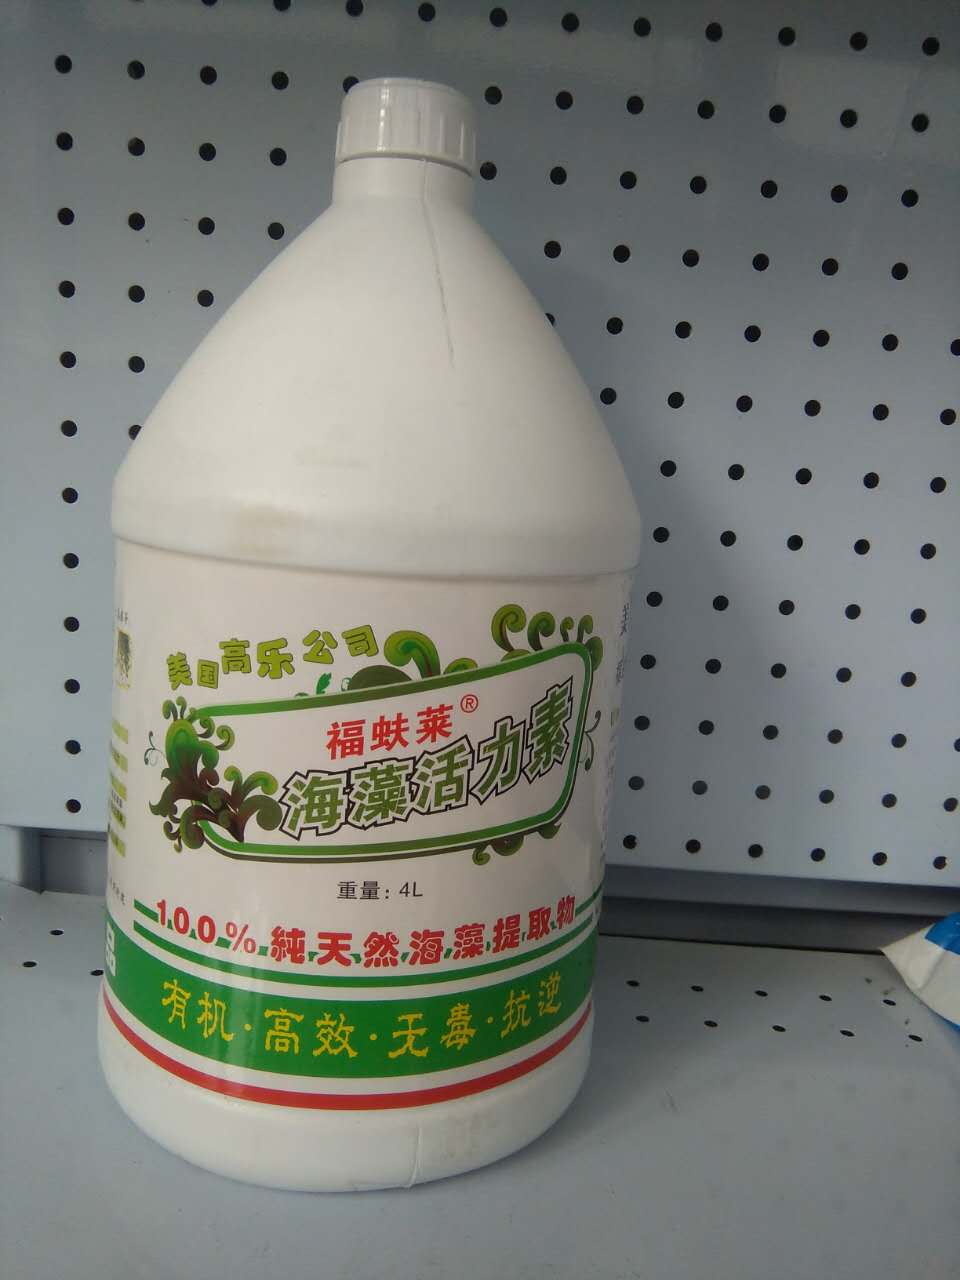 美国高乐公司
福蚨莱®
海藻活力素
重量：4L
100%純天然海藻提取物
有机·高效·无毒·抗逆